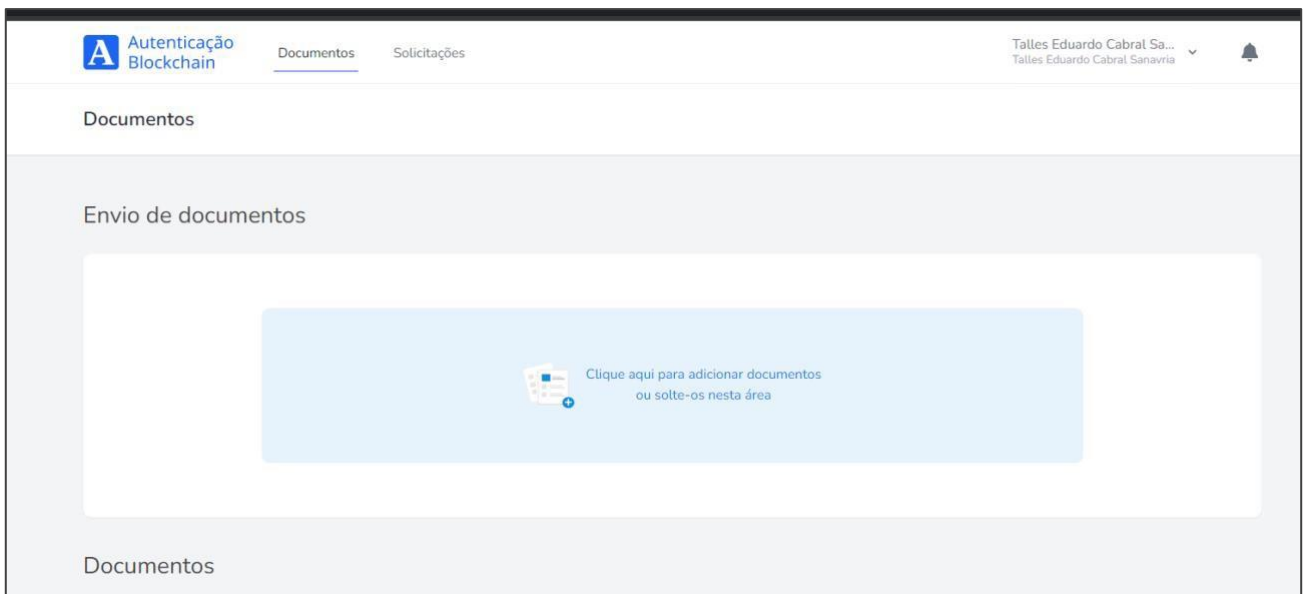 A Autenticação
Blockchain
Documentos
Solicitações
Talles Eduardo Cabral Sa...
Talles Eduardo Cabral Sanavria
Documentos
Envio de documentos
Clique aqui para adicionar documentos
ou solte-os nesta área
Documentos